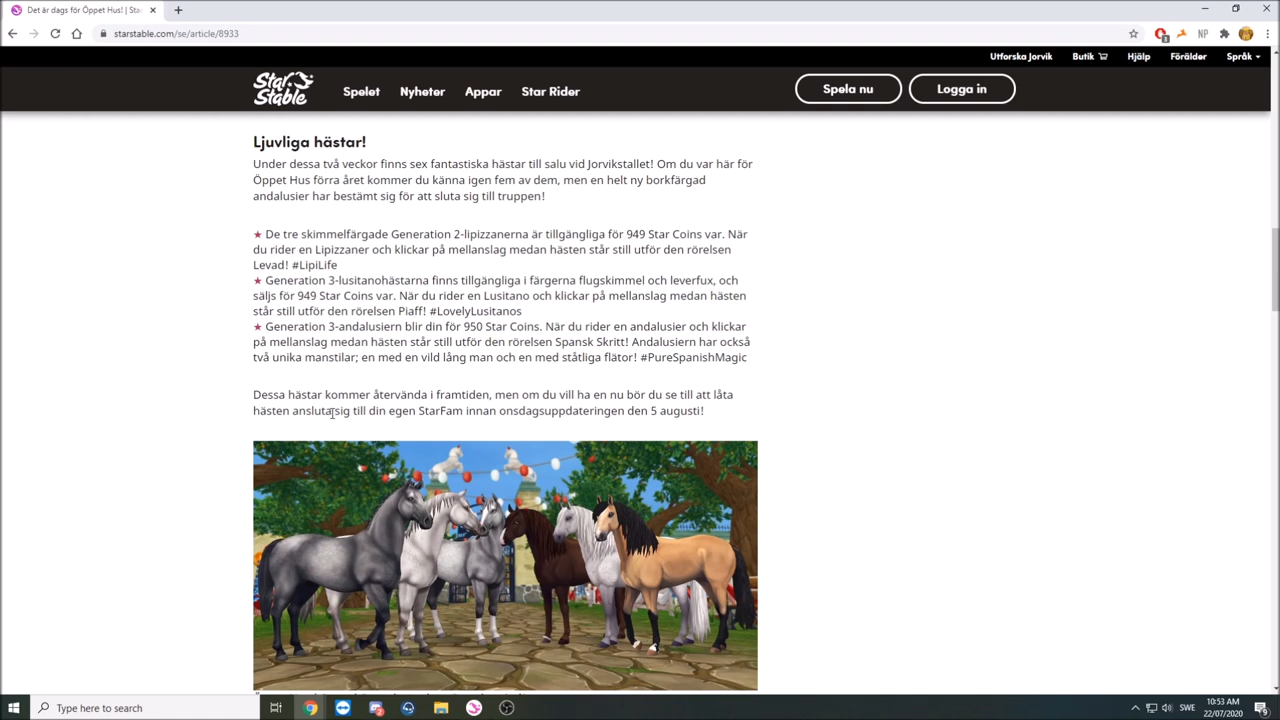 Det är dags för Öppet Hus! | Sta
starstable.com/se/article/8933
NP
Utforska Jorvik
Butik
Hjälp
Förälder
Språk
Star Stable
Spelet
Nyheter
Appar
Star Rider
Spela nu
Logga in
Ljuvliga hästar!
Under dessa två veckor finns sex fantastiska hästar till salu vid Jorvikstallet! Om du var här för
Öppet Hus förra året kommer du känna igen fem av dem, men en helt ny borkfärgad
andalusier har bestämt sig för att sluta sig till truppen!
★ De tre skimmelfärgade Generation 2-lipizzanerna är tillgängliga för 949 Star Coins var. När
du rider en Lipizzaner och klickar på mellanslag medan hästen står still utför den rörelsen
Levad! #LipiLife
★ Generation 3-lusitanohästarna finns tillgängliga i färgerna flugskimmel och leverfux, och
säljs för 949 Star Coins var. När du rider en Lusitano och klickar på mellanslag medan hästen
står still utför den rörelsen Piaff! #LovelyLusitanos
★ Generation 3-andalusiern blir din för 950 Star Coins. När du rider en andalusier och klickar
på mellanslag medan hästen står still utför den rörelsen Spansk Skritt! Andalusiern har också
två unika manstilar; en med en vild lång man och en med ståtliga flätor! #PureSpanishMagic
Dessa hästar kommer återvända i framtiden, men om du vill ha en nu bör du se till att låta
hästen ansluta sig till din egen StarFam innan onsdagsuppdateringen den 5 augusti!
Type here to search
SWE
10:53 AM
22/07/2020